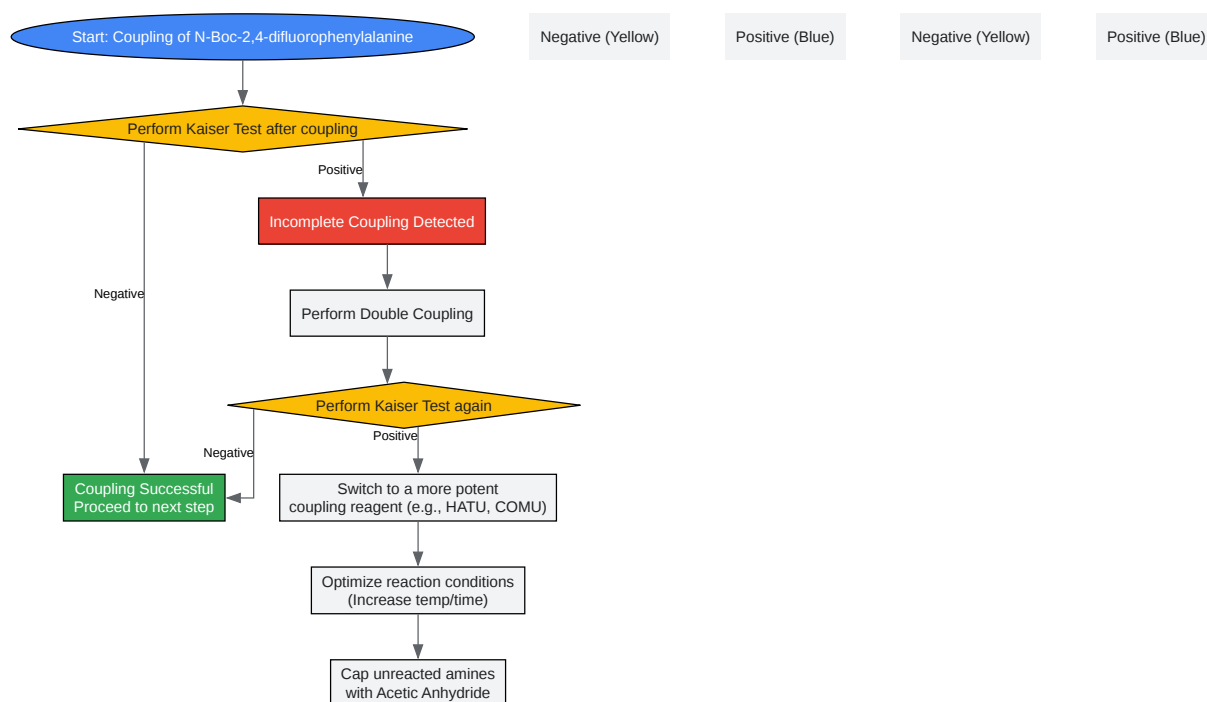 Start: Coupling of N-Boc-2,4-difluorophenylalanine
Negative (Yellow)
Positive (Blue)
Negative (Yellow)
Positive (Blue)
Perform Kaiser Test after coupling
Positive
Incomplete Coupling Detected
Negative
Perform Double Coupling
Perform Kaiser Test again
Positive
Negative
Coupling Successful
Proceed to next step
Switch to a more potent
coupling reagent (e.g., HATU, COMU)
Optimize reaction conditions
(Increase temp/time)
Cap unreacted amines
with Acetic Anhydride